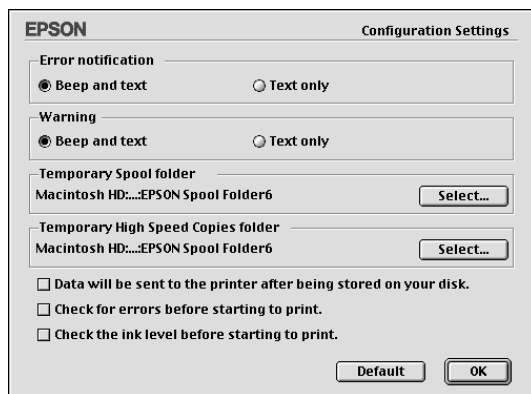 EPSON Configuration Settings
Error notification
Beep and text Text only
Warning
Beep and text Text only
Temporary Spool folder
Macintosh HD:...:EPSON Spool Folder6 Select...
Temporary High Speed Copies folder
Macintosh HD:...:EPSON Spool Folder6 Select...
Data will be sent to the printer after being stored on your disk.
Check for errors before starting to print.
Check the ink level before starting to print.
Default OK